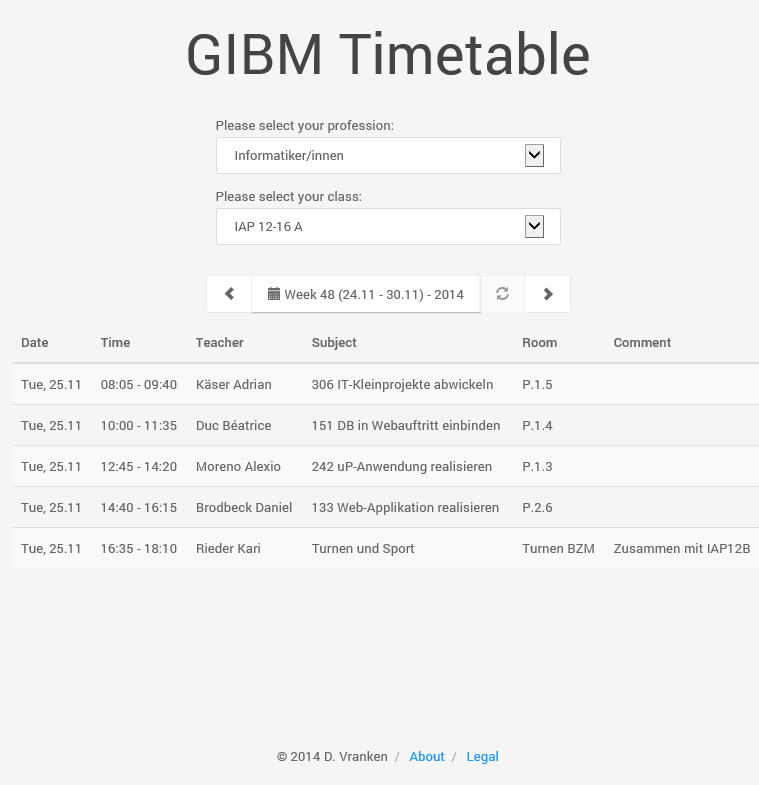 GIBM Timetable
Please select your profession:
Informatiker/innen
Please select your class:
IAP 12-16 A
Week 48 (24.11 - 30.11) - 2014
Date Time Teacher Subject Room Comment
Tue, 25.11 08:05 - 09:40 Käser Adrian 306 IT-Kleinprojekte abwickeln P.1.5
Tue, 25.11 10:00 - 11:35 Duc Béatrice 151 DB in Webauftritt einbinden P.1.4
Tue, 25.11 12:45 - 14:20 Moreno Alexio 242 uP-Anwendung realisieren P.1.3
Tue, 25.11 14:40 - 16:15 Brodbeck Daniel 133 Web-Applikation realisieren P.2.6
Tue, 25.11 16:35 - 18:10 Rieder Kari Turnen und Sport Turnen BZM Zusammen mit IAP12B
© 2014 D. Vranken / About / Legal